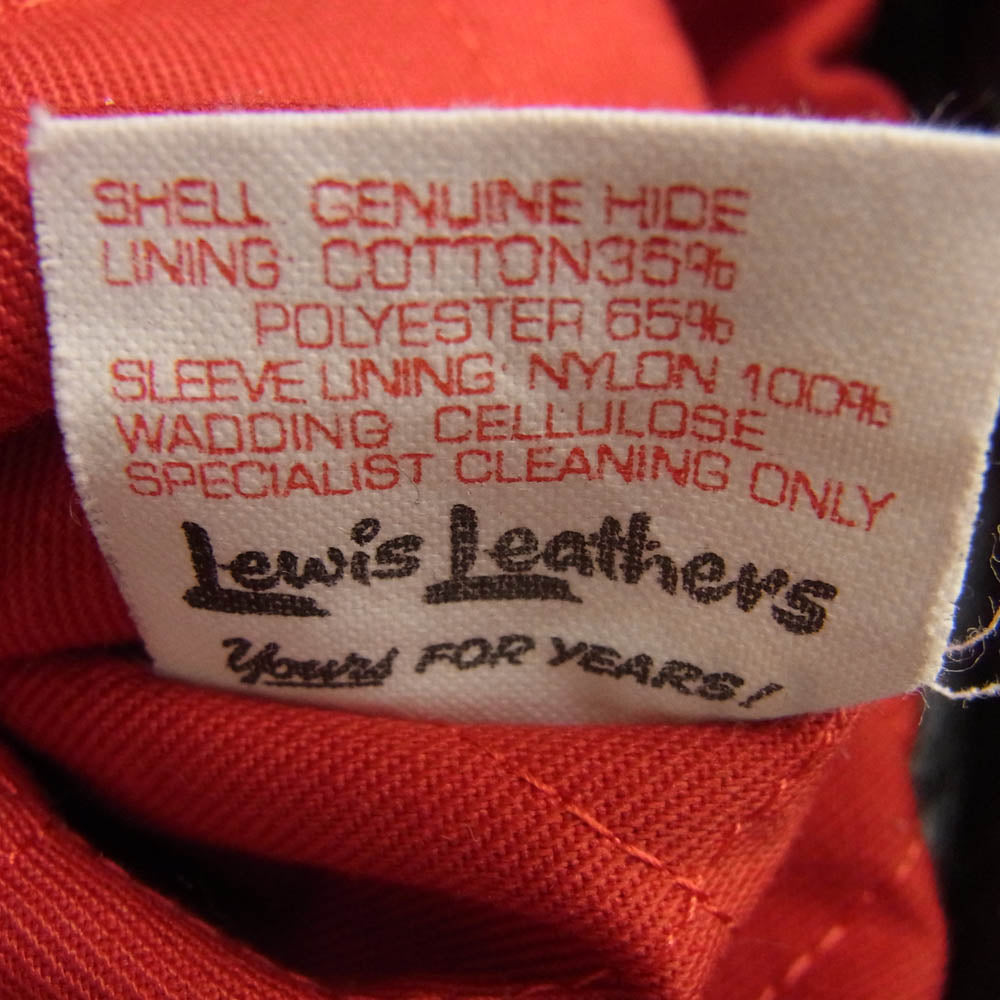 SHELL GENUINE HIDE
LINING COTTON35%
POLYESTER 65%
SLEEVE LINING NYLON 100%
WADDING CELLULOSE
SPECIALIST CLEANING ONLY
Lewis Leathers
Yours FOR YEARS!